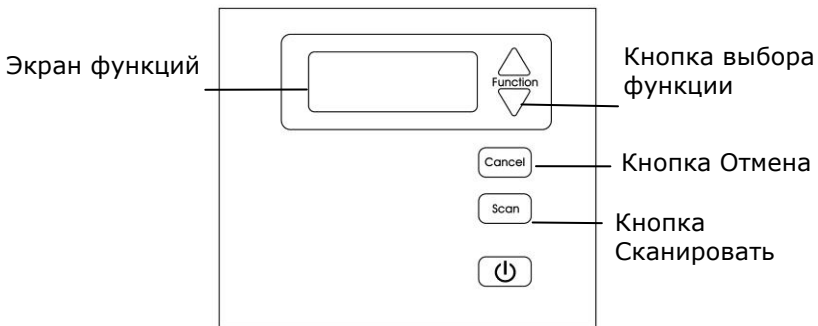 Экран функций
Function
Кнопка выбора
функции
Cancel
Кнопка Отмена
Scan
Кнопка
Сканировать